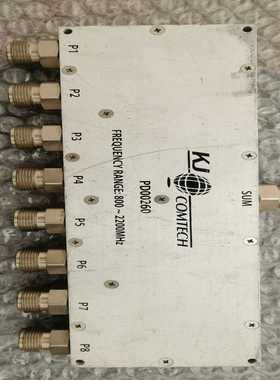 P1
P2
P3
P4
P5
P6
P7
P8
KJ
COMTECH
PD00260
FREQUENCY RANGE: 800 ~ 2200MHz
SUM